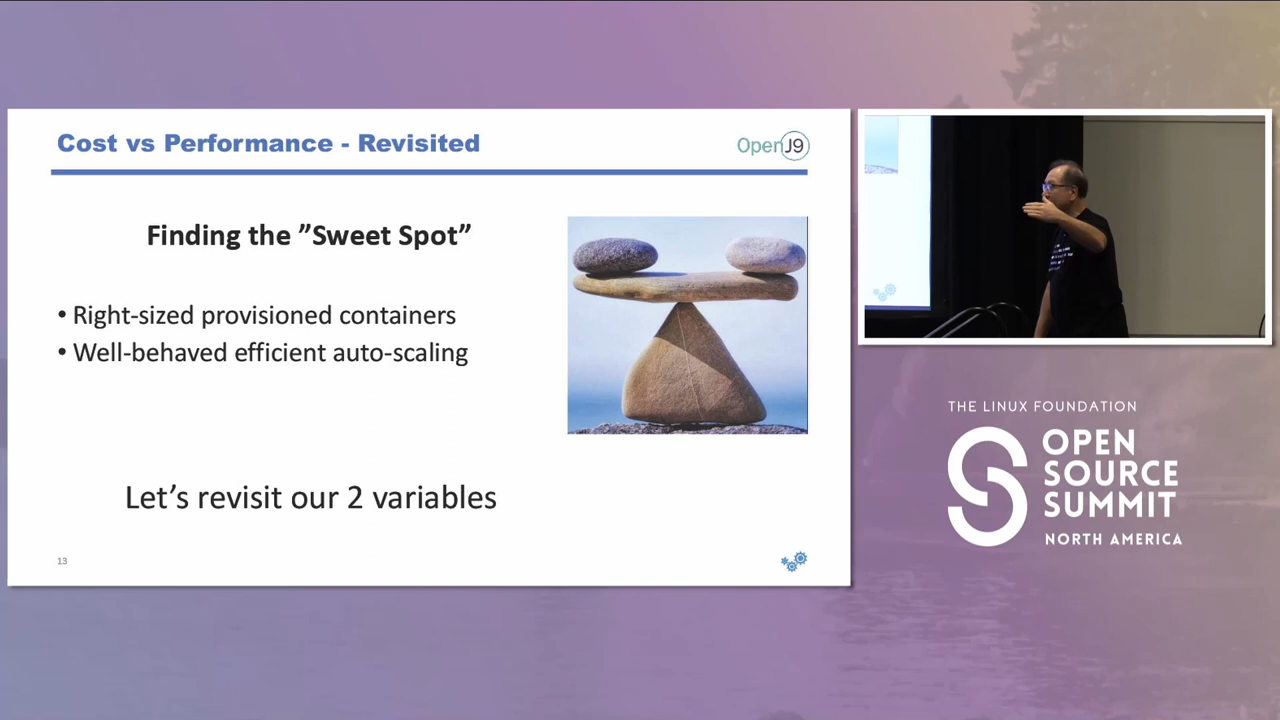 Cost vs Performance - Revisited
OpenJ9
Finding the ”Sweet Spot”
• Right-sized provisioned containers
• Well-behaved efficient auto-scaling
Let’s revisit our 2 variables
13
THE LINUX FOUNDATION
OPEN
SOURCE
SUMMIT
NORTH AMERICA